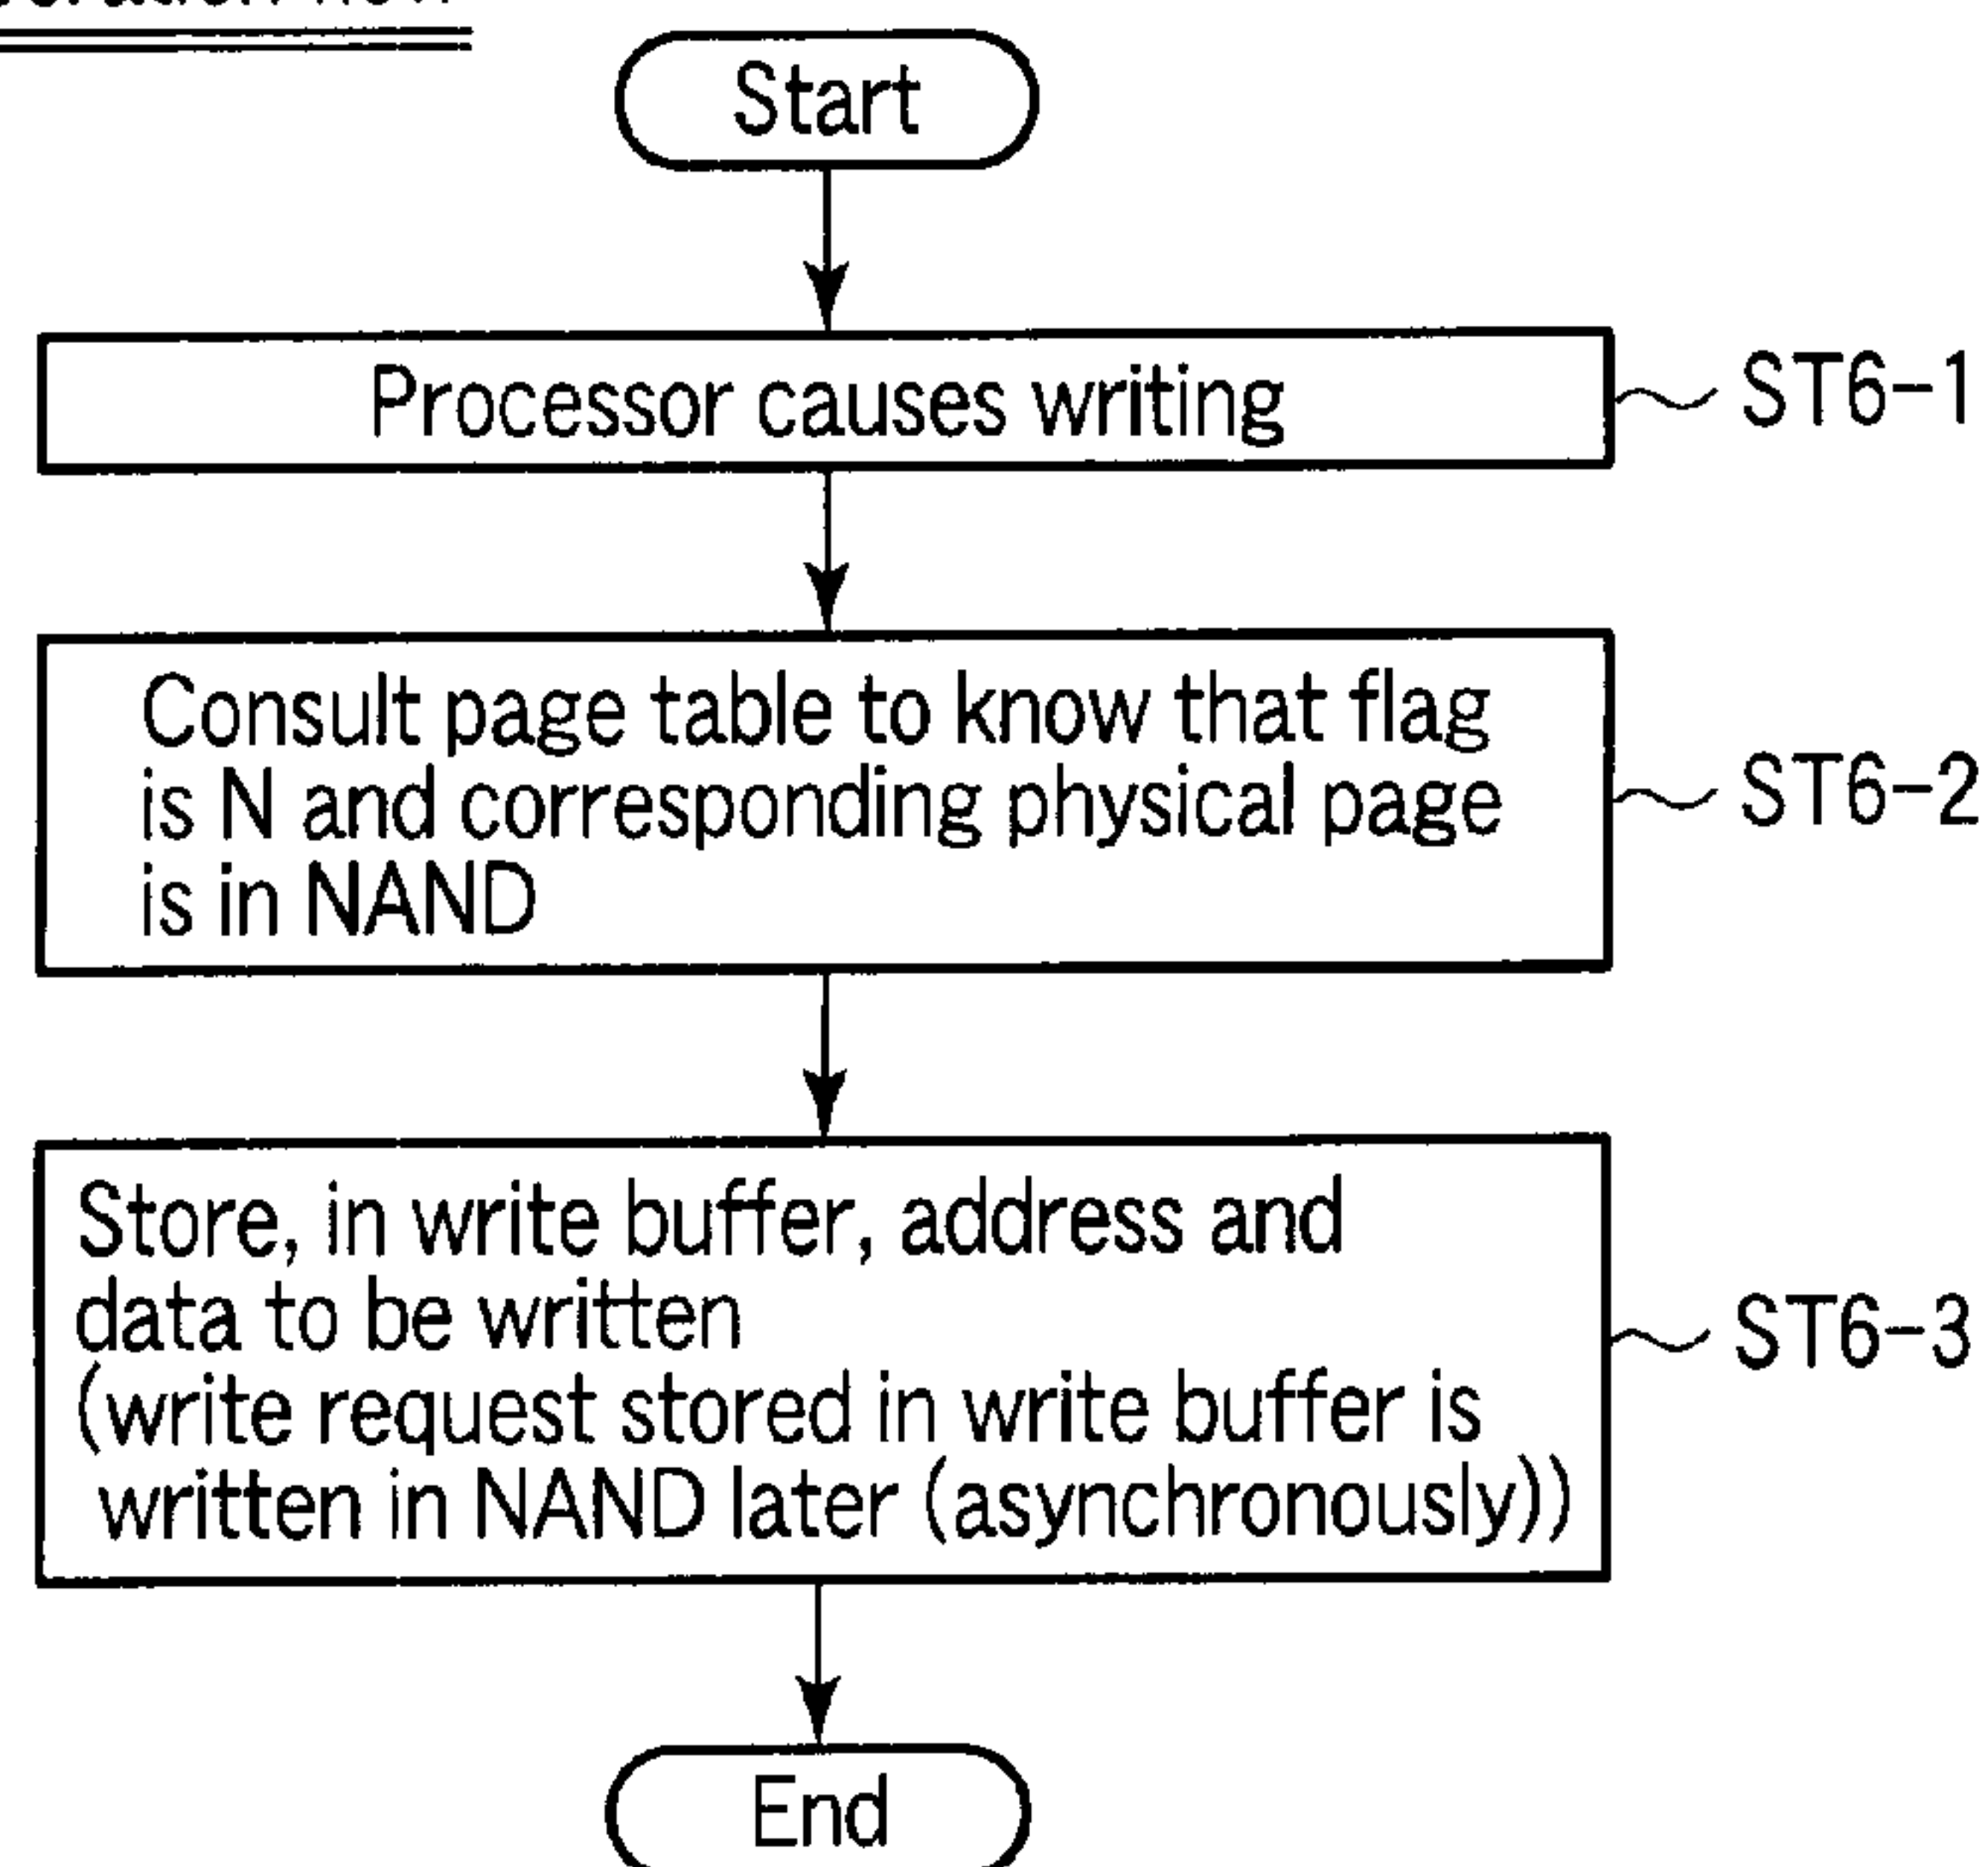 Start
Processor causes writing
ST6-1
Consult page table to know that flag
is N and corresponding physical page
is in NAND
ST6-2
Store, in write buffer, address and
data to be written
(write request stored in write buffer is
written in NAND later (asynchronously))
ST6-3
End